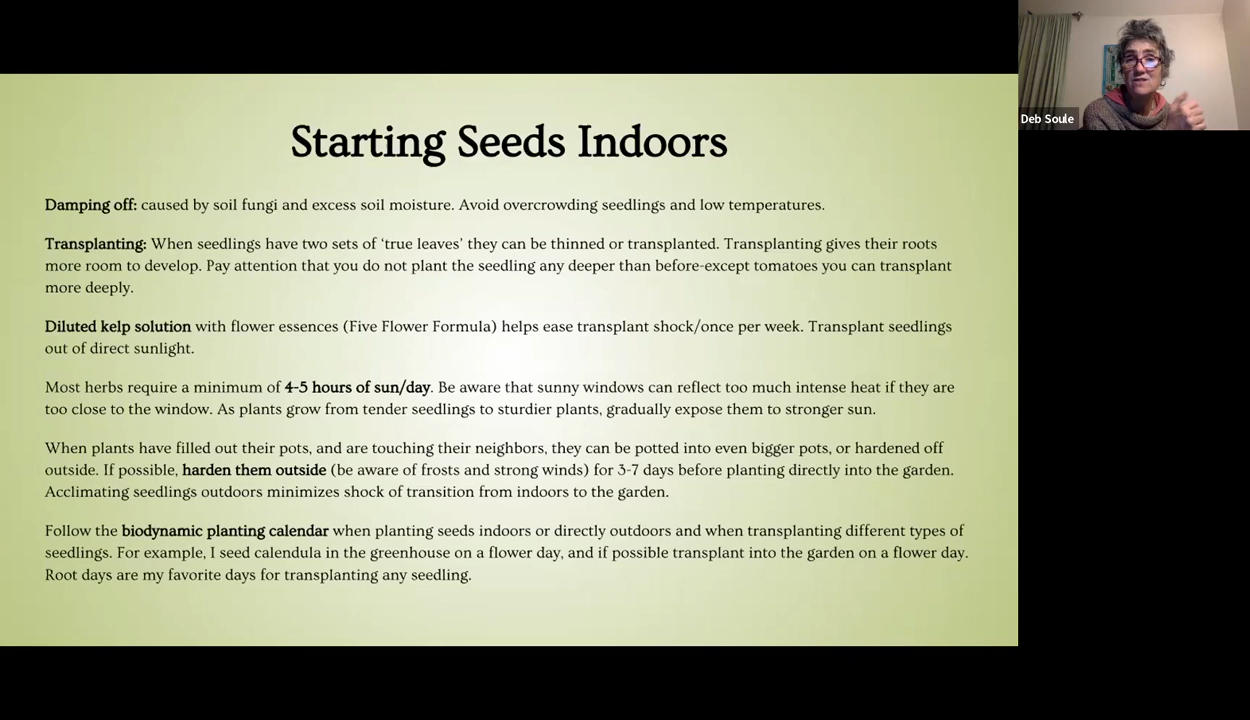 Starting Seeds Indoors
Damping off: caused by soil fungi and excess soil moisture. Avoid overcrowding seedlings and low temperatures.
Transplanting: When seedlings have two sets of ‘true leaves’ they can be thinned or transplanted. Transplanting gives their roots
more room to develop. Pay attention that you do not plant the seedling any deeper than before-except tomatoes you can transplant
more deeply.
Diluted kelp solution with flower essences (Five Flower Formula) helps ease transplant shock/once per week. Transplant seedlings
out of direct sunlight.
Most herbs require a minimum of 4-5 hours of sun/day. Be aware that sunny windows can reflect too much intense heat if they are
too close to the window. As plants grow from tender seedlings to sturdier plants, gradually expose them to stronger sun.
When plants have filled out their pots, and are touching their neighbors, they can be potted into even bigger pots, or hardened off
outside. If possible, harden them outside (be aware of frosts and strong winds) for 3-7 days before planting directly into the garden.
Acclimating seedlings outdoors minimizes shock of transition from indoors to the garden.
Follow the biodynamic planting calendar when planting seeds indoors or directly outdoors and when transplanting different types of
seedlings. For example, I seed calendula in the greenhouse on a flower day, and if possible transplant into the garden on a flower day.
Root days are my favorite days for transplanting any seedling.
Deb Soule